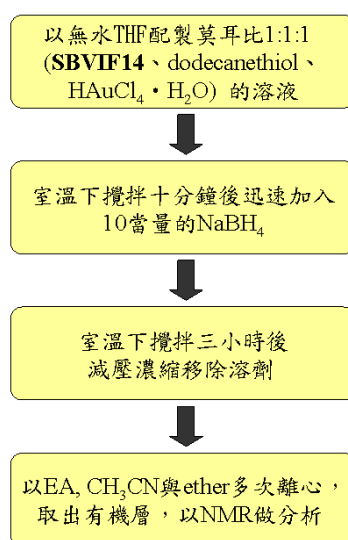 以無水THF配製莫耳比1:1:1
(SBVIF14、dodecanethiol、
HAuCl₄・H₂O) 的溶液
室溫下攪拌十分鐘後迅速加入
10當量的NaBH₄
室溫下攪拌三小時後
減壓濃縮移除溶劑
以EA, CH₃CN與ether多次離心，
取出有機層，以NMR做分析